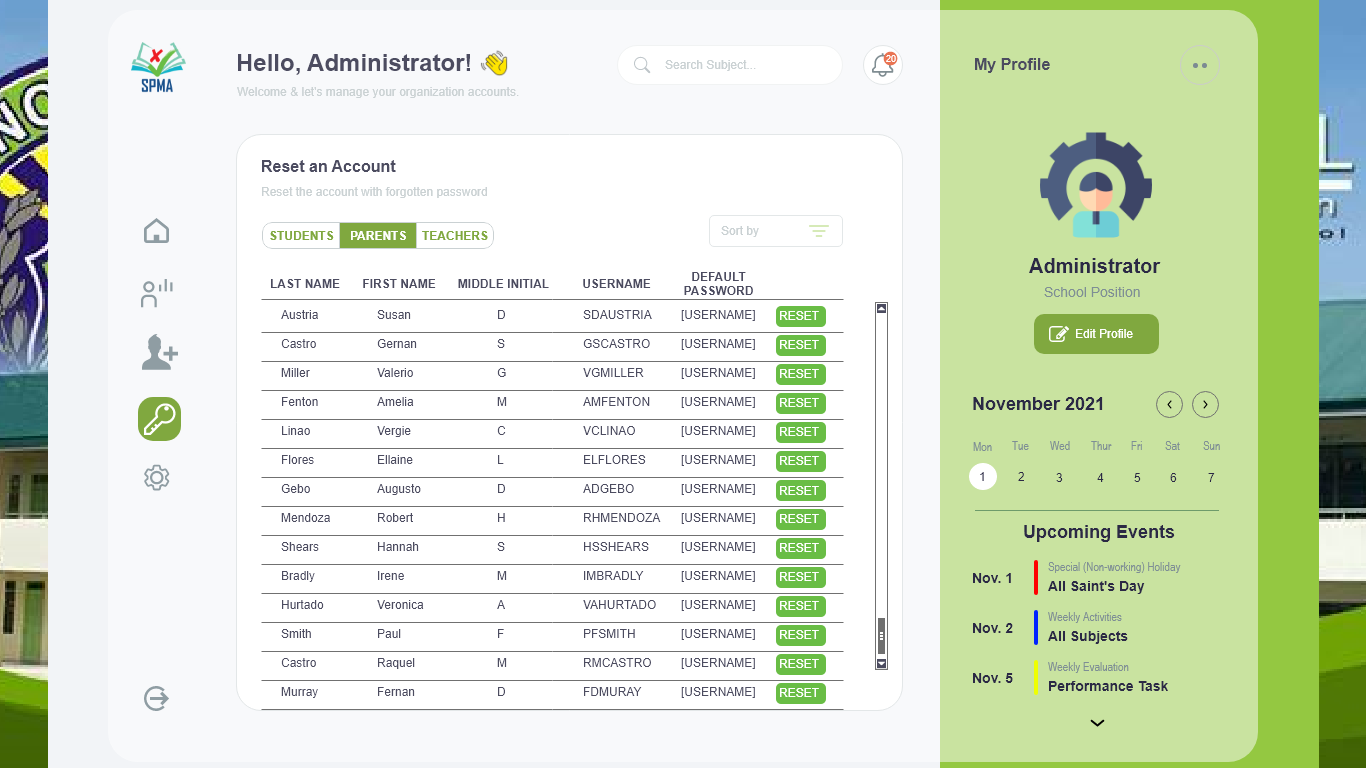 SPMA
Hello, Administrator! 👋
Welcome & let's manage your organization accounts.
Search Subject...
20
Reset an Account
Reset the account with forgotten password
STUDENTS PARENTS TEACHERS
Sort by
LAST NAME FIRST NAME MIDDLE INITIAL USERNAME DEFAULT PASSWORD
Austria Susan D SDAUSTRIA [USERNAME] RESET
Castro Gernan S GSCASTRO [USERNAME] RESET
Miller Valerio G VGMILLER [USERNAME] RESET
Fenton Amelia M AMFENTON [USERNAME] RESET
Linao Vergie C VCLINAO [USERNAME] RESET
Flores Ellaine L ELFLORES [USERNAME] RESET
Gebo Augusto D ADGEBO [USERNAME] RESET
Mendoza Robert H RHMENDOZA [USERNAME] RESET
Shears Hannah S HSSHEARS [USERNAME] RESET
Bradly Irene M IMBRADLY [USERNAME] RESET
Hurtado Veronica A VAHURTADO [USERNAME] RESET
Smith Paul F PFSMITH [USERNAME] RESET
Castro Raquel M RMCASTRO [USERNAME] RESET
Murray Fernan D FDMURAY [USERNAME] RESET
My Profile
Administrator
School Position
Edit Profile
November 2021
Mon Tue Wed Thur Fri Sat Sun
1 2 3 4 5 6 7
Upcoming Events
Nov. 1
Special (Non-working) Holiday
All Saint's Day
Nov. 2
Weekly Activities
All Subjects
Nov. 5
Weekly Evaluation
Performance Task